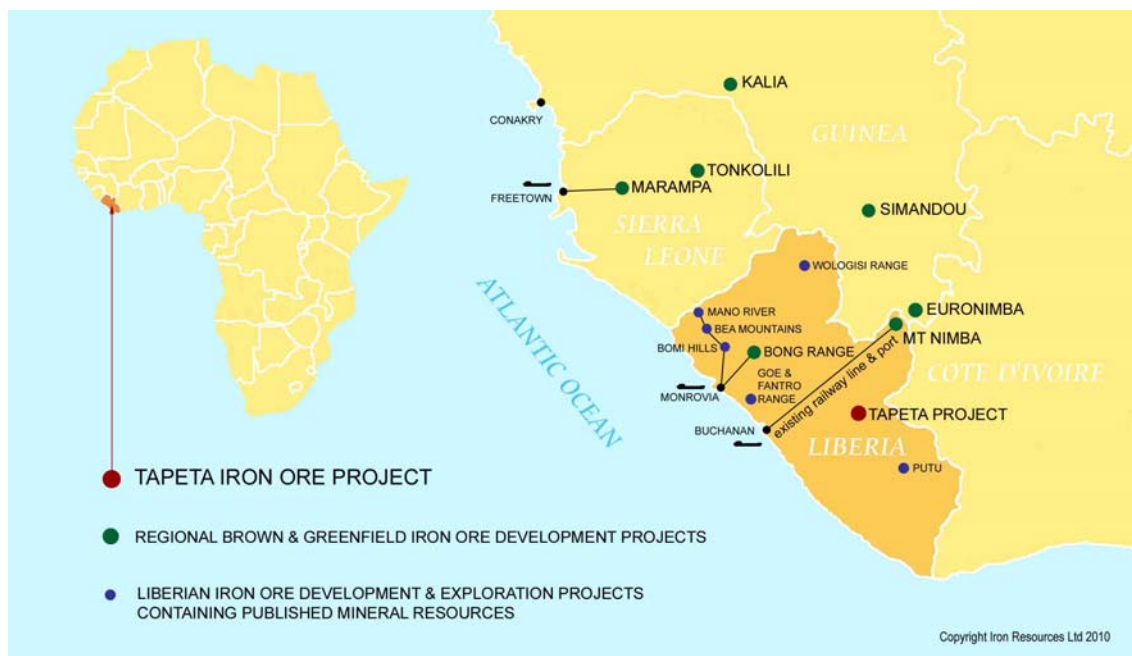 KALIA
CONAKRY
GUINEA
TONKOLILI
MARAMPA
FREETOWN
SIMANDOU
SIERRA
LEONE
WOLOGISI RANGE
ATLANTIC OCEAN
MANO RIVER
BEA MOUNTAINS
BOMI HILLS
BONG RANGE
EURONIMBA
MT NIMBA
COTE D'IVOIRE
GOE &
FANTRO
RANGE
MONROVIA
existing railway line & port
TAPETA PROJECT
BUCHANAN
LIBERIA
PUTU
TAPETA IRON ORE PROJECT
REGIONAL BROWN & GREENFIELD IRON ORE DEVELOPMENT PROJECTS
LIBERIAN IRON ORE DEVELOPMENT & EXPLORATION PROJECTS
CONTAINING PUBLISHED MINERAL RESOURCES
Copyright Iron Resources Ltd 2010